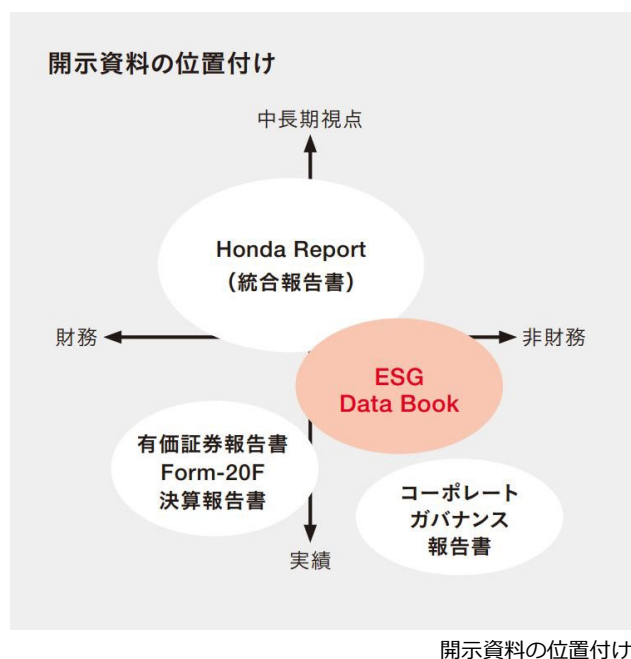 開示資料の位置付け
中長期視点
Honda Report
（統合報告書）
財務
非財務
ESG
Data Book
有価証券報告書
Form-20F
決算報告書
コーポレート
ガバナンス
報告書
実績
開示資料の位置付け